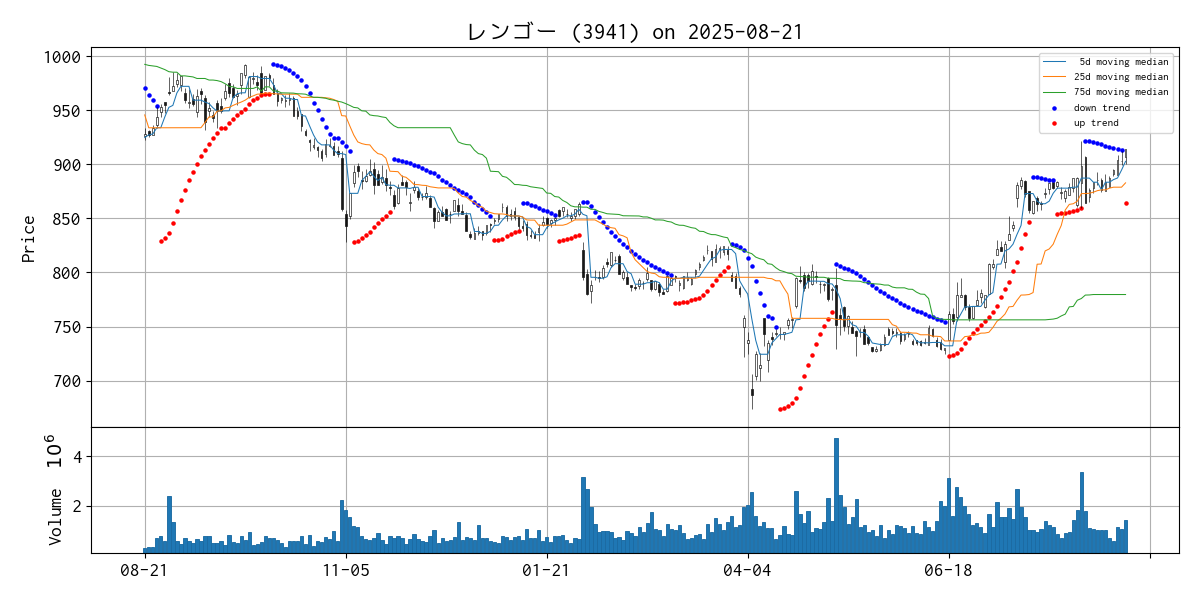 レンゴー (3941) on 2025-08-21
1000
950
900
850
800
750
700
Price
5d moving median
25d moving median
75d moving median
down trend
up trend
4
2
Volume 10^6
08-21
11-05
01-21
04-04
06-18